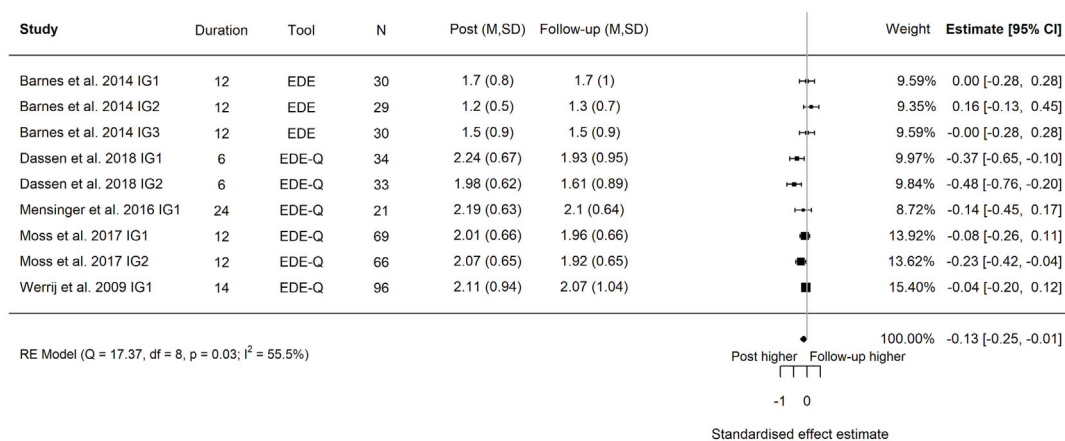 Study Duration Tool N Post (M,SD) Follow-up (M,SD) Weight Estimate [95% CI]
Barnes et al. 2014 IG1 12 EDE 30 1.7 (0.8) 1.7 (1) 9.59% 0.00 [-0.28, 0.28]
Barnes et al. 2014 IG2 12 EDE 29 1.2 (0.5) 1.3 (0.7) 9.35% 0.16 [-0.13, 0.45]
Barnes et al. 2014 IG3 12 EDE 30 1.5 (0.9) 1.5 (0.9) 9.59% -0.00 [-0.28, 0.28]
Dassen et al. 2018 IG1 6 EDE-Q 34 2.24 (0.67) 1.93 (0.95) 9.97% -0.37 [-0.65, -0.10]
Dassen et al. 2018 IG2 6 EDE-Q 33 1.98 (0.62) 1.61 (0.89) 9.84% -0.48 [-0.76, -0.20]
Mensinger et al. 2016 IG1 24 EDE-Q 21 2.19 (0.63) 2.1 (0.64) 8.72% -0.14 [-0.45, 0.17]
Moss et al. 2017 IG1 12 EDE-Q 69 2.01 (0.66) 1.96 (0.66) 13.92% -0.08 [-0.26, 0.11]
Moss et al. 2017 IG2 12 EDE-Q 66 2.07 (0.65) 1.92 (0.65) 13.62% -0.23 [-0.42, -0.04]
Werrij et al. 2009 IG1 14 EDE-Q 96 2.11 (0.94) 2.07 (1.04) 15.40% -0.04 [-0.20, 0.12]
100.00% -0.13 [-0.25, -0.01]
RE Model (Q = 17.37, df = 8, p = 0.03; I² = 55.5%)
Post higher Follow-up higher
-1 0
Standardised effect estimate